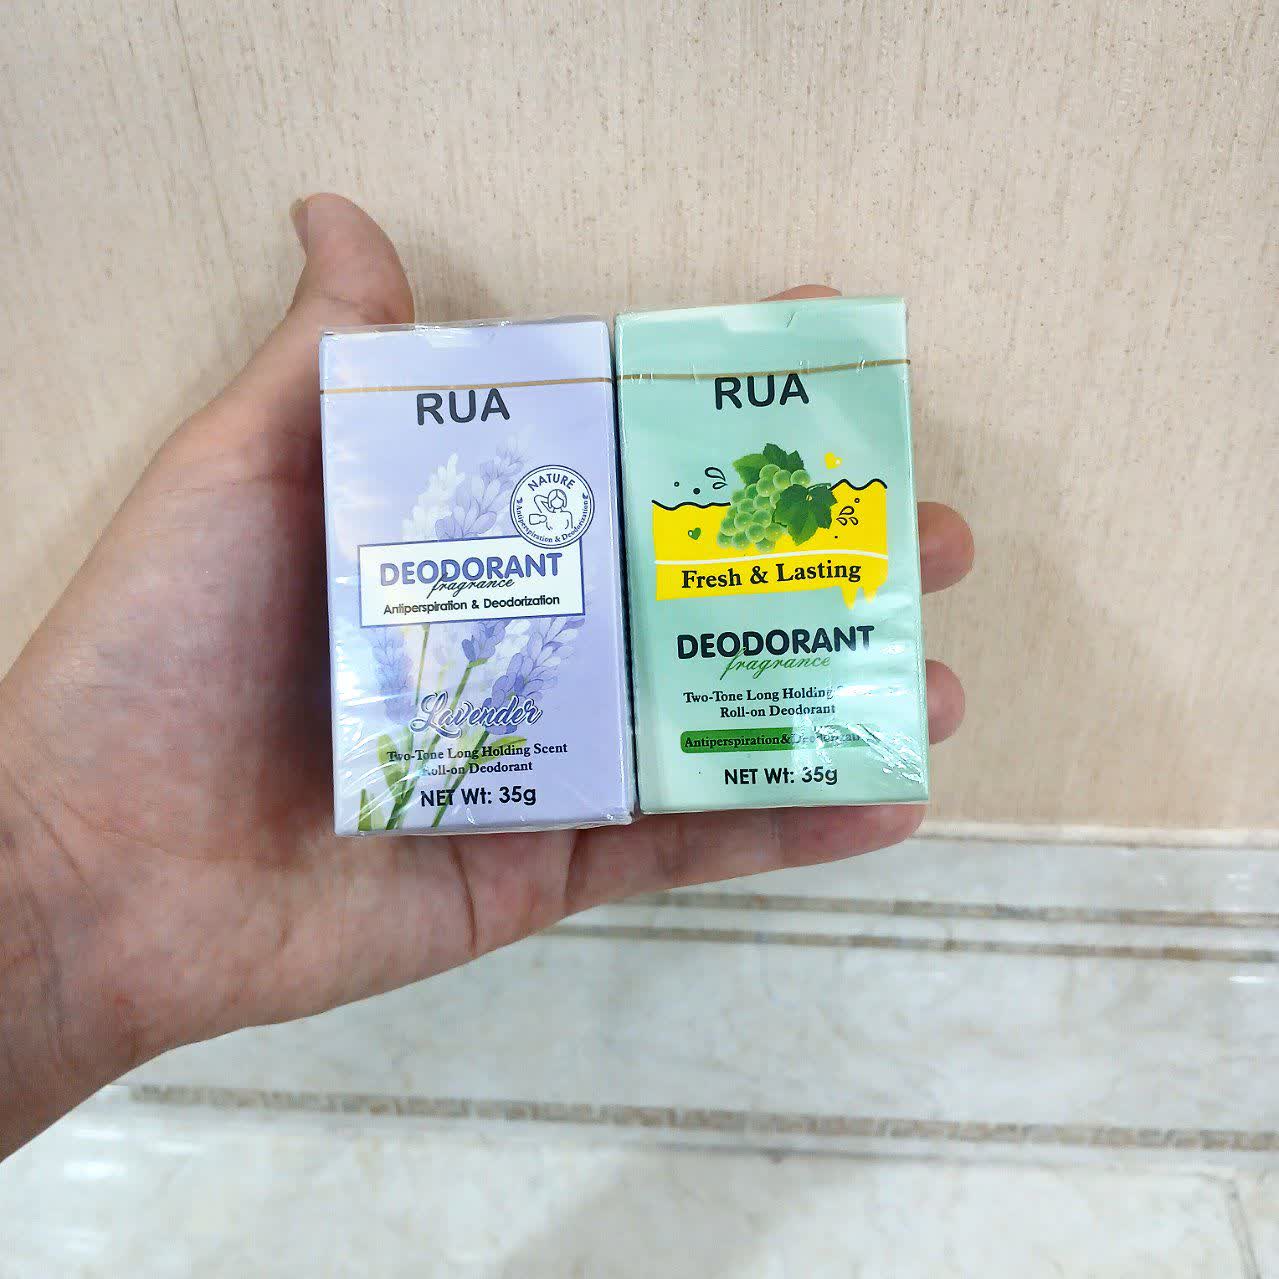 RUA
NATURE
Antiperspiration & Deodorization
DEODORANT
fragrance
Antiperspiration & Deodorization
Lavender
Two-Tone Long Holding Scent
Roll-on Deodorant
NET Wt: 35g
RUA
Fresh & Lasting
DEODORANT
fragrance
Two-Tone Long Holding
Roll-on Deodorant
Antiperspiration&Deodorization
NET Wt: 35g